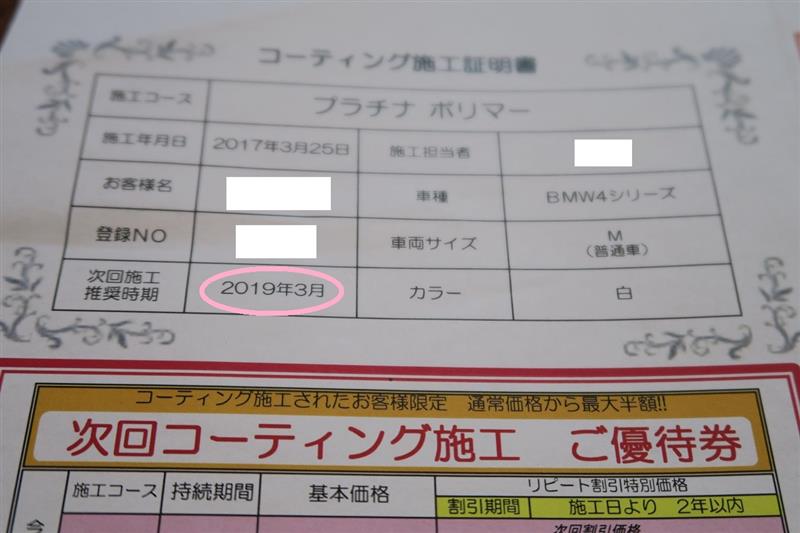 コーティング施工証明書
施工コース プラチナ ポリマー
施工年月日 2017年3月25日 施工担当者
お客様名 車種 BMW4シリーズ
登録NO 車両サイズ M
(普通車)
次回施工
推奨時期 2019年3月 カラー 白
コーティング施工されたお客様限定 通常価格から最大半額!!
次回コーティング施工 ご優待券
施工コース 持続期間 基本価格 リピート割引特別価格
割引期間 施工日より 2年以内
今
次回割引価格